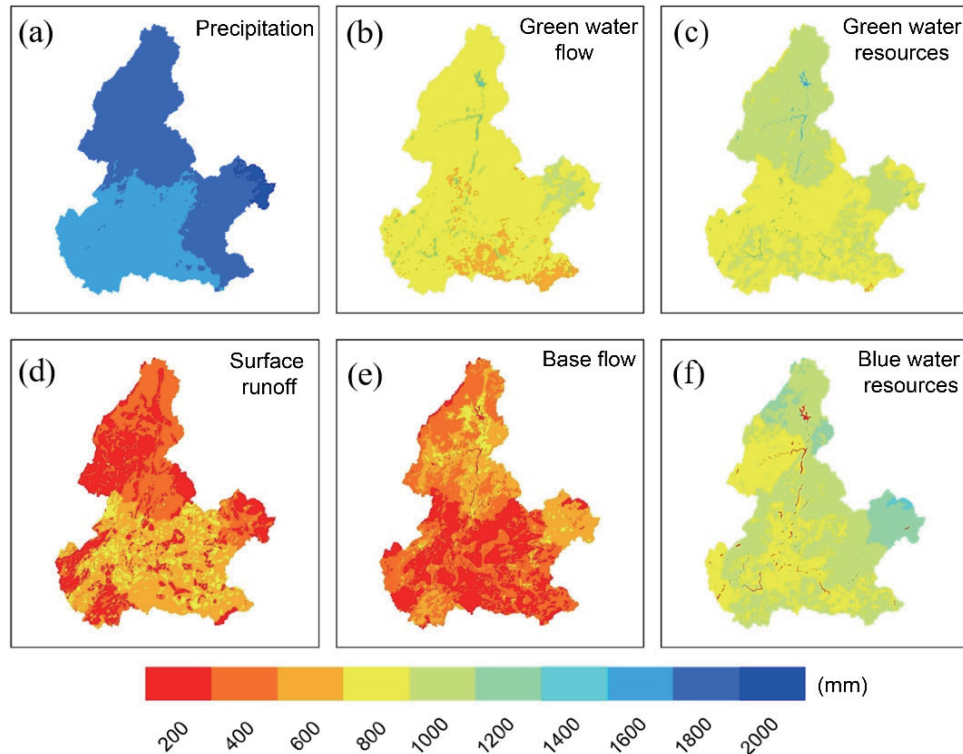 (a) Precipitation
(b) Green water
flow
(c) Green water
resources
(d) Surface
runoff
(e) Base flow
(f) Blue water
resources
200 400 600 800 1000 1200 1400 1600 1800 2000 (mm)